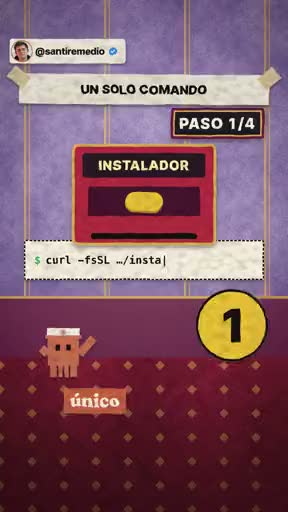 @santiremedio
UN SOLO COMANDO
PASO 1/4
INSTALADOR
$ curl -fsSL …/insta|
1
único